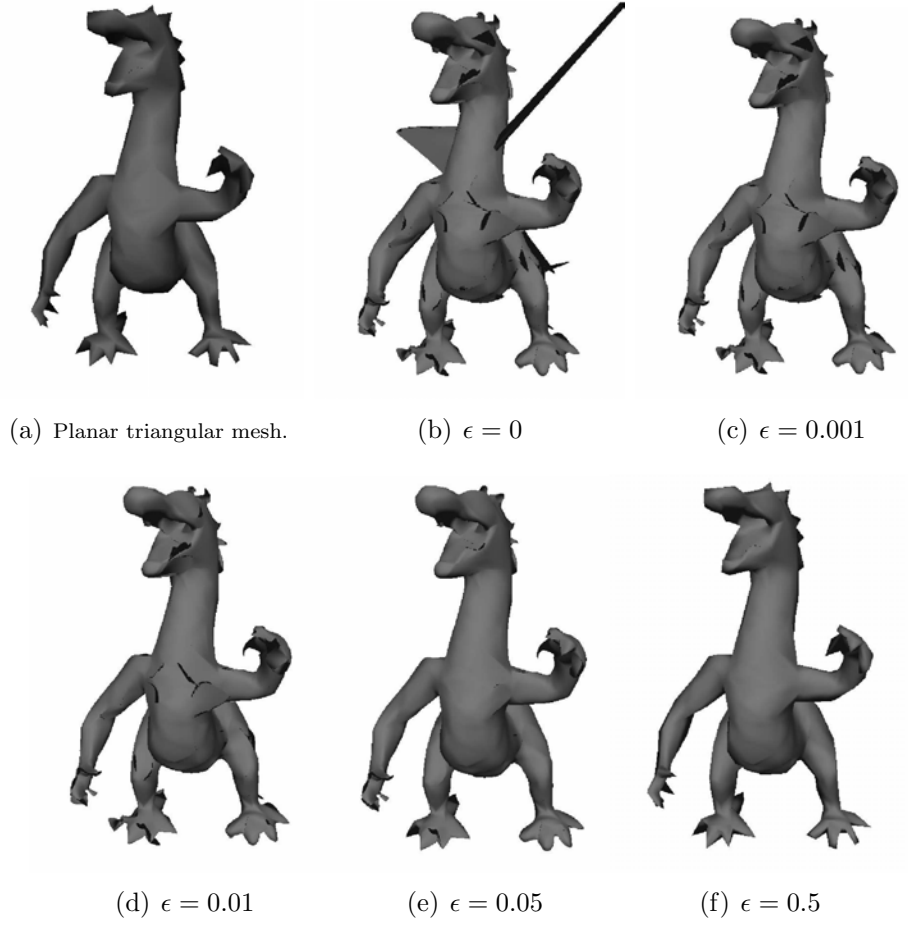 (a) Planar triangular mesh.
(b) ϵ = 0
(c) ϵ = 0.001
(d) ϵ = 0.01
(e) ϵ = 0.05
(f) ϵ = 0.5